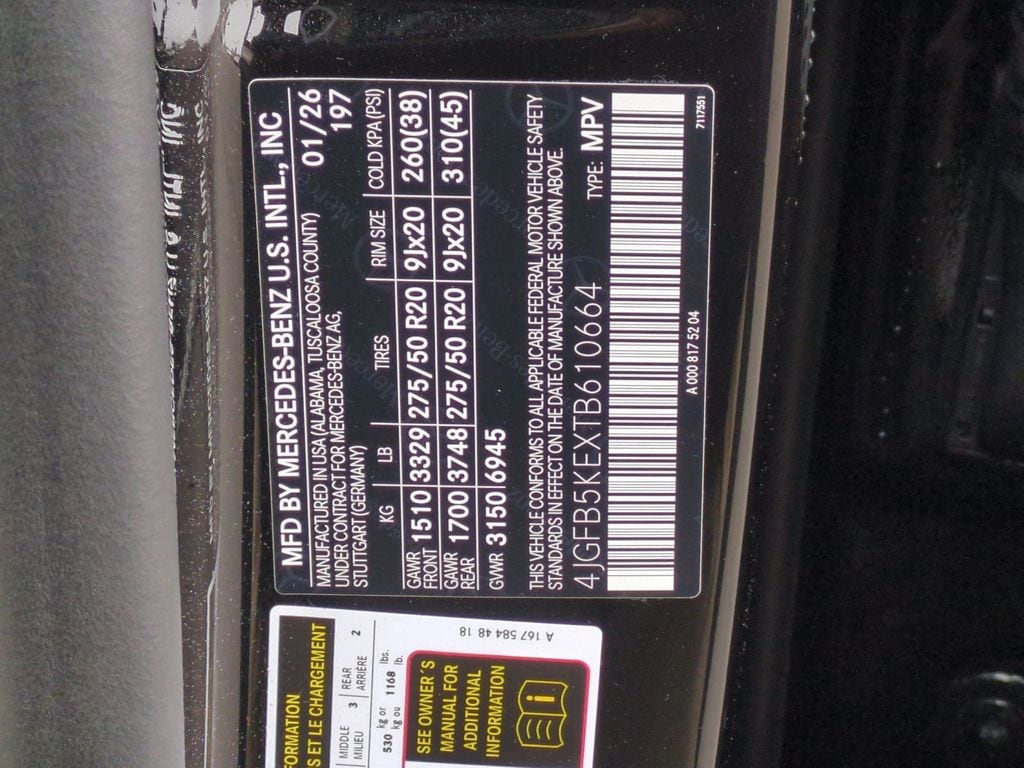 MFD BY MERCEDES-BENZ U.S. INTL., INC
MANUFACTURED IN USA (ALABAMA, TUSCALOOSA COUNTY) 01/26
UNDER CONTRACT FOR MERCEDES-BENZ AG, 197
STUTTGART (GERMANY)
KG LB TIRES RIM SIZE COLD KPA (PSI)
GAWR FRONT 1510 3329 275/50 R20 9Jx20 260(38)
GAWR REAR 1700 3748 275/50 R20 9Jx20 310(45)
GVWR 3150 6945
THIS VEHICLE CONFORMS TO ALL APPLICABLE FEDERAL MOTOR VEHICLE SAFETY
STANDARDS IN EFFECT ON THE DATE OF MANUFACTURE SHOWN ABOVE.
4JGFB5KEXTB610664 TYPE: MPV
A 000 817 52 04
7117551
S ET LE CHARGEMENT
MIDDLE 3 REAR 2
MILIEU ARRIÈRE
530 kg or 1168 lbs.
kg ou lb.
SEE OWNER'S
MANUAL FOR
ADDITIONAL
INFORMATION
A 167 584 48 18